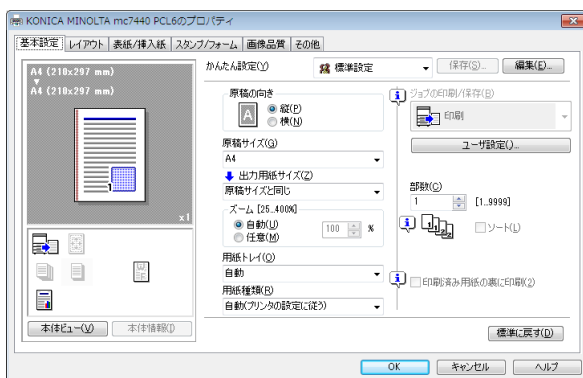 KONICA MINOLTA mc7440 PCL6のプロパティ
基本設定 レイアウト 表紙/挿入紙 スタンプ/フォーム 画像品質 その他
A4 (210x297 mm)
A4 (210x297 mm)
1
x1
本体ビュー(V) 本体情報(I)
かんたん設定(Y) 標準設定 保存(S)... 編集(E)...
原稿の向き
A
縦(P)
横(N)
原稿サイズ(G)
A4
出力用紙サイズ(Z)
原稿サイズと同じ
ズーム [25..400%]
自動(U)
任意(M)
100 %
用紙トレイ(O)
自動
用紙種類(R)
自動(プリンタの設定に従う)
ジョブの印刷/保存(B)
印刷
ユーザ設定()...
部数(C)
1 [1..9999]
ソート(L)
印刷済み用紙の裏に印刷(2)
標準に戻す(D)
OK キャンセル ヘルプ